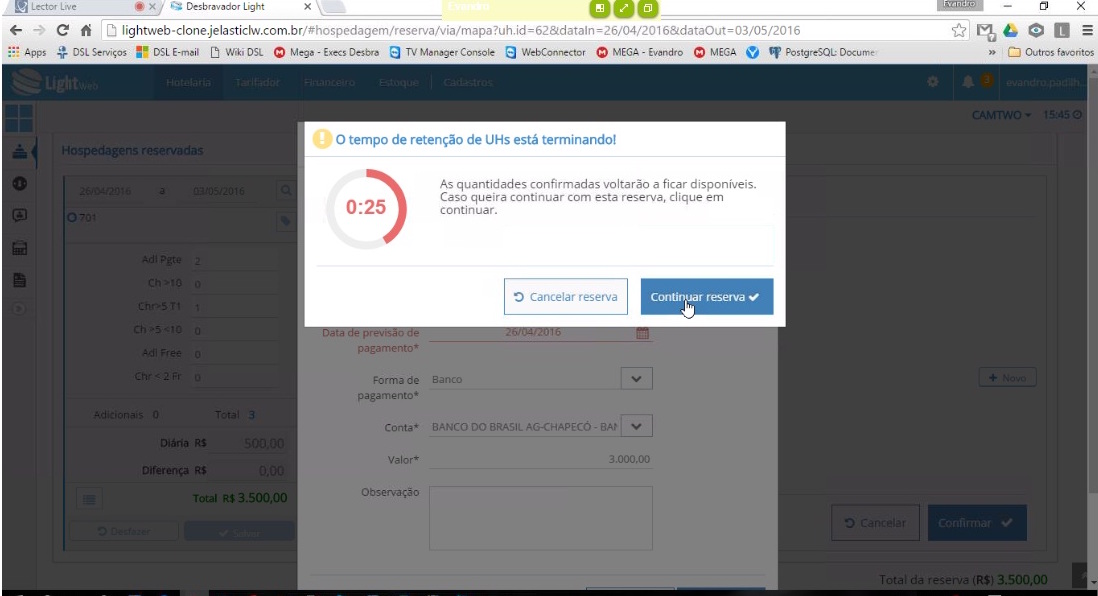 Lector Live
Desbravador Light
Evandro
Evandro
lightweb-clone.jelasticlw.com.br/#hospedagem/reserva/via/mapa?uh.id=62&dataIn=26/04/2016&dataOut=03/05/2016
Apps DSL Serviços DSL E-mail Wiki DSL Mega - Execs Desbra TV Manager Console WebConnector MEGA - Evandro MEGA PostgreSQL: Documen » Outros favoritos
LightWeb Hotelaria Tarifador Financeiro Estoque Cadastros 3 evandro.padilh...
CAMTWO 15:45
Hospedagens reservadas
26/04/2016 a 03/05/2016
701
Adl Pgte 2
Ch >10 0
Chr>5 T1 1
Ch >5 <10 0
Adl Free 0
Chr < 2 Fr 0
Adicionais 0 Total 3
Diária R$ 500,00
Diferença R$ 0,00
Total R$ 3.500,00
Desfazer Salvar
O tempo de retenção de UHs está terminando!
0:25
As quantidades confirmadas voltarão a ficar disponíveis.
Caso queira continuar com esta reserva, clique em
continuar.
Cancelar reserva Continuar reserva
Data de previsão de
pagamento* 26/04/2016
Forma de
pagamento* Banco
Conta* BANCO DO BRASIL AG-CHAPECÓ - BAN
Valor* 3.000,00
Observação
+ Novo
Cancelar Confirmar
Total da reserva (R$) 3.500,00